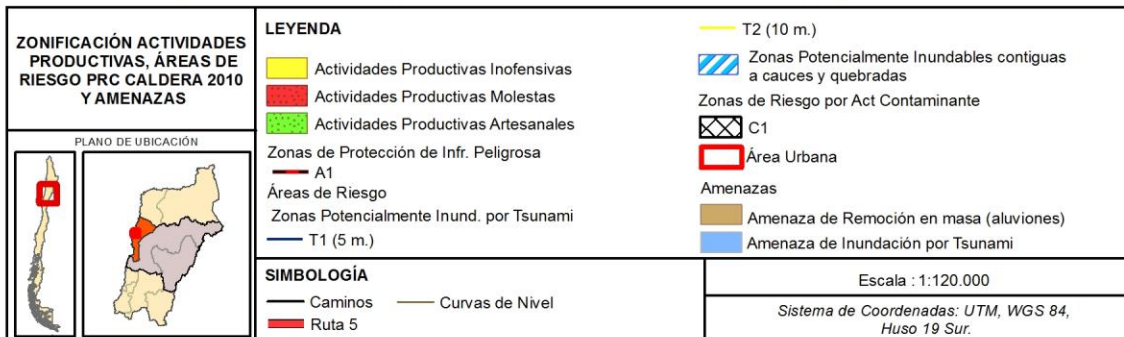 ZONIFICACIÓN ACTIVIDADES
PRODUCTIVAS, ÁREAS DE
RIESGO PRC CALDERA 2010
Y AMENAZAS
PLANO DE UBICACIÓN
LEYENDA
Actividades Productivas Inofensivas
Actividades Productivas Molestas
Actividades Productivas Artesanales
Zonas de Protección de Infr. Peligrosa
A1
Áreas de Riesgo
Zonas Potencialmente Inund. por Tsunami
T1 (5 m.)
T2 (10 m.)
Zonas Potencialmente Inundables contiguas
a cauces y quebradas
Zonas de Riesgo por Act Contaminante
C1
Área Urbana
Amenazas
Amenaza de Remoción en masa (aluviones)
Amenaza de Inundación por Tsunami
SIMBOLOGÍA
Caminos
Curvas de Nivel
Ruta 5
Escala : 1:120.000
Sistema de Coordenadas: UTM, WGS 84,
Huso 19 Sur.